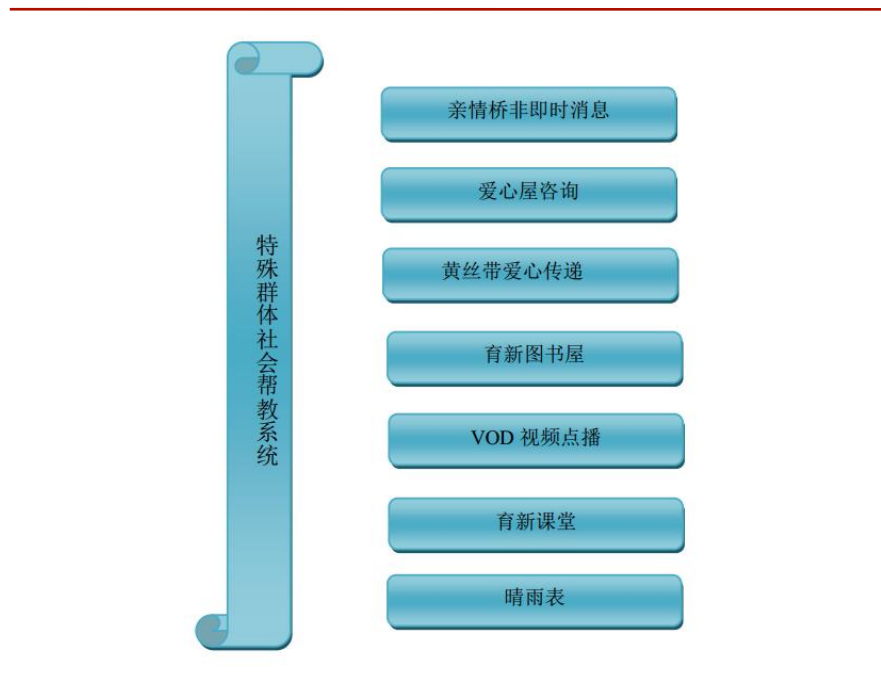 特殊群体社会帮教系统
亲情桥非即时消息
爱心屋咨询
黄丝带爱心传递
育新图书屋
VOD 视频点播
育新课堂
晴雨表